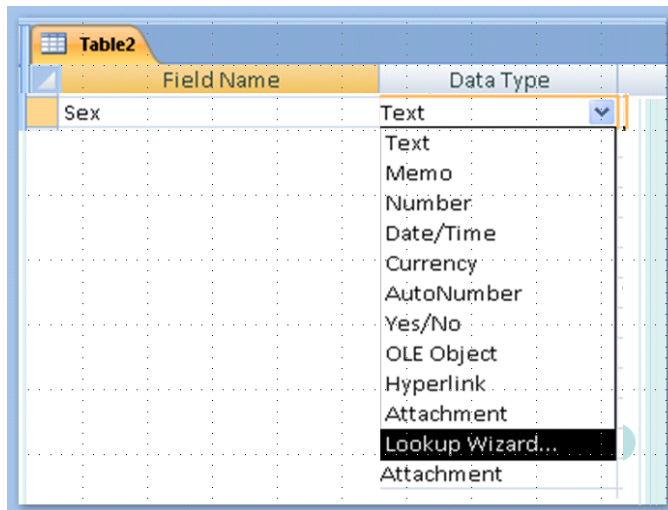 Table2
Field Name Data Type
Sex Text
Text
Memo
Number
Date/Time
Currency
AutoNumber
Yes/No
OLE Object
Hyperlink
Attachment
Lookup Wizard...
Attachment